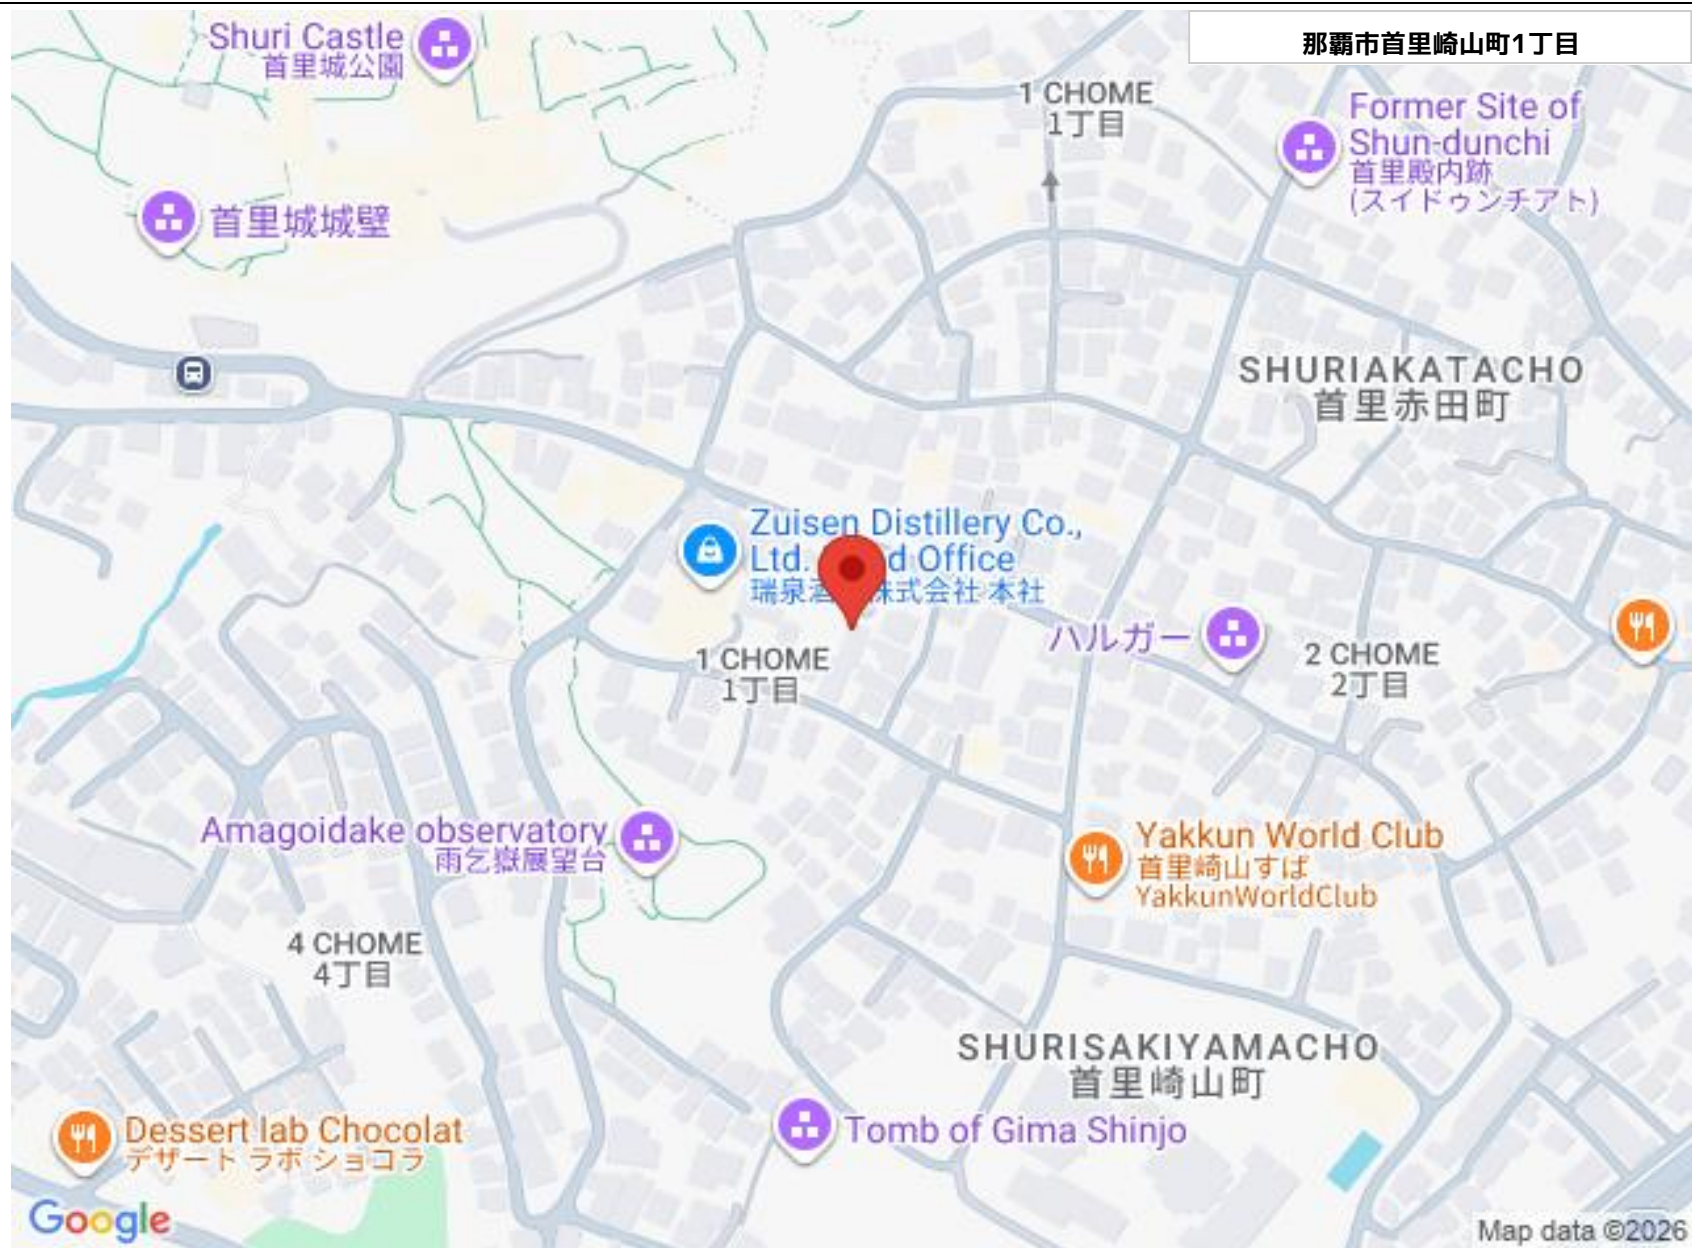 那覇市首里崎山町1丁目
Shuri Castle
首里城公園
1 CHOME
1丁目
Former Site of
Shun-dunchi
首里殿内跡
(スイドゥンチアト)
首里城城壁
SHURIAKATACHO
首里赤田町
Zuisen Distillery Co.,
Ltd. d Office
瑞泉酒 株式会社 本社
ハルガー
1 CHOME
1丁目
2 CHOME
2丁目
Amagoidake observatory
雨乞嶽展望台
Yakkun World Club
首里崎山すば
YakkunWorldClub
4 CHOME
4丁目
SHURISAKIYAMACHO
首里崎山町
Dessert lab Chocolat
デザート ラボ ショコラ
Tomb of Gima Shinjo
Google
Map data ©2026